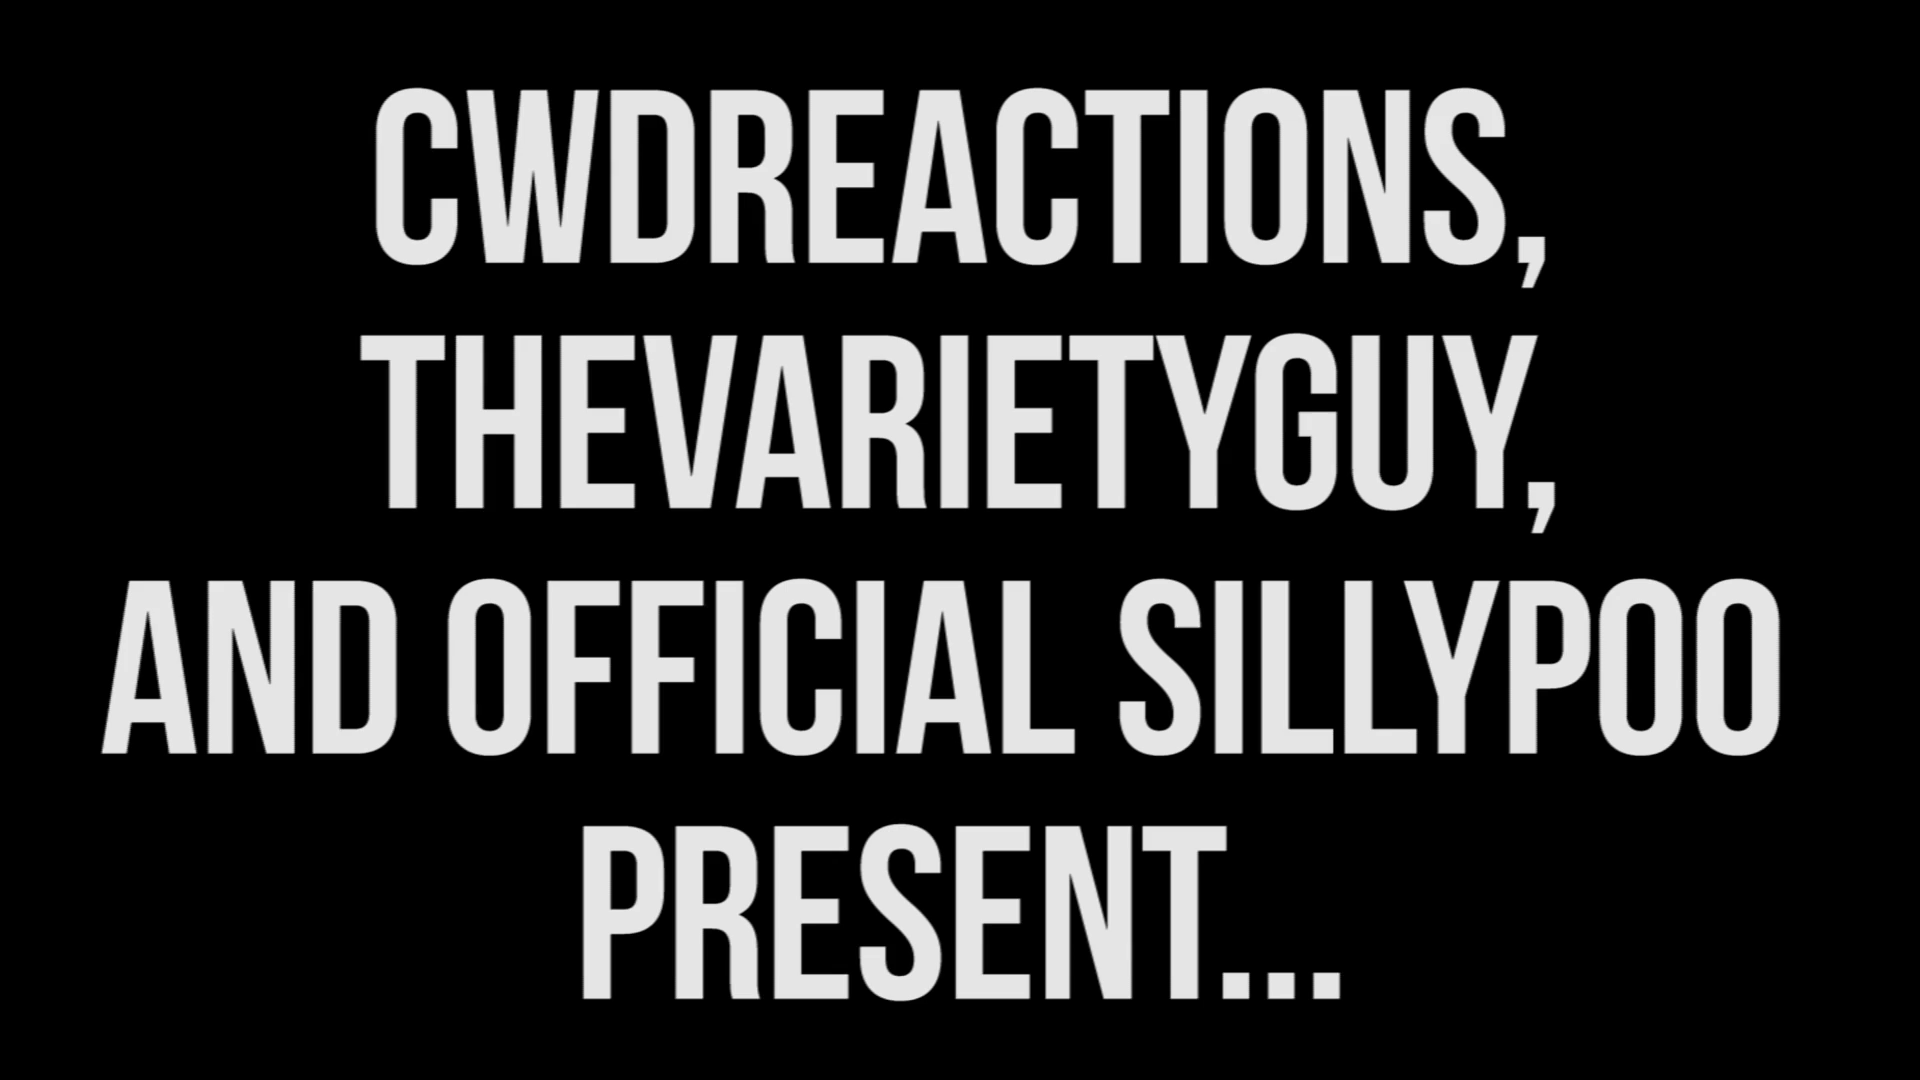 CWDREACTIONS,
THEVARIETYGUY,
AND OFFICIAL SILLYPOO
PRESENT...